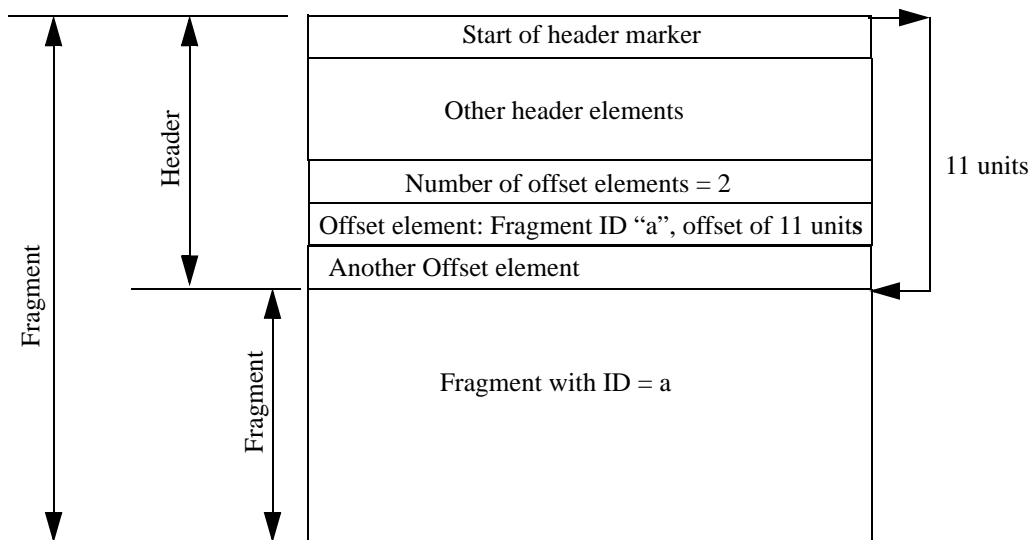 Start of header marker
Other header elements
Header
11 units
Number of offset elements = 2
Offset element: Fragment ID “a”, offset of 11 units
Another Offset element
Fragment
Fragment
Fragment with ID = a